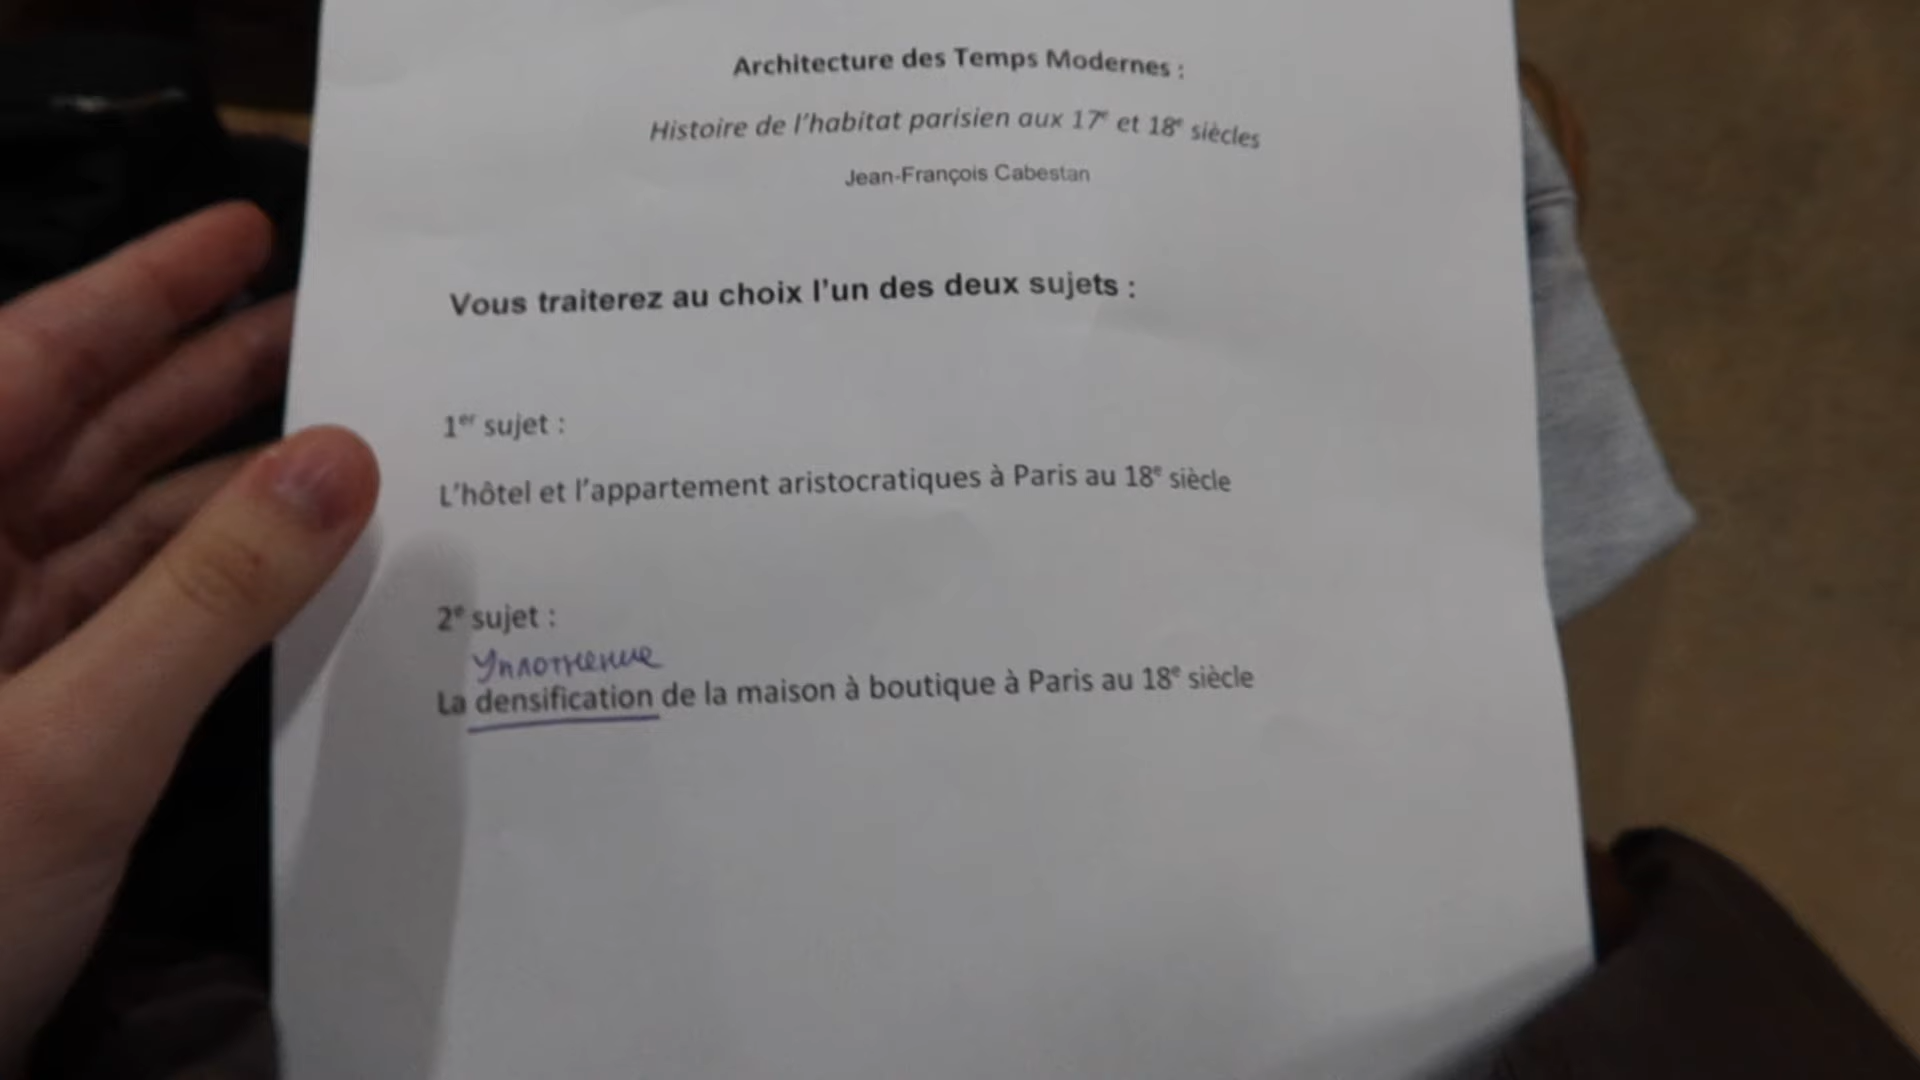 Architecture des Temps Modernes :
Histoire de l'habitat parisien aux 17e et 18e siècles
Jean-François Cabestan
Vous traiterez au choix l'un des deux sujets :
1er sujet :
L'hôtel et l'appartement aristocratiques à Paris au 18e siècle
2e sujet :
Уплотнение
La densification de la maison à boutique à Paris au 18e siècle